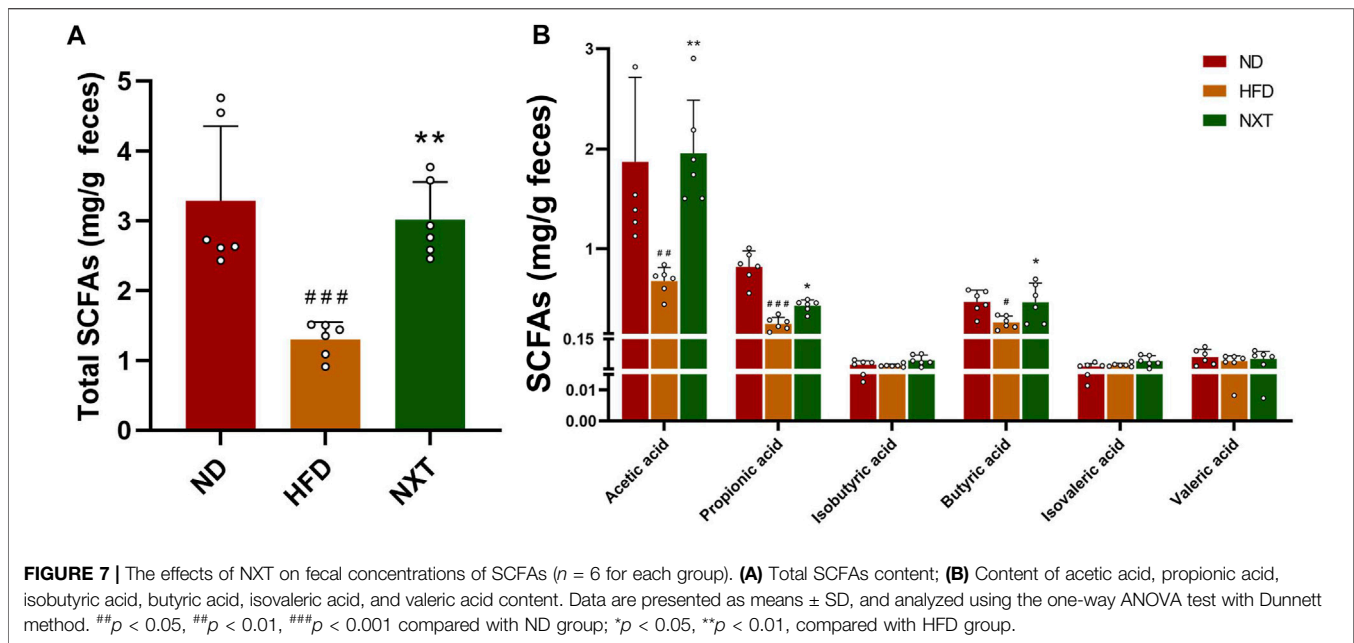 A
Total SCFAs (mg/g feces)
5
4
3
2
1
0
###
**
ND
HFD
NXT
B
SCFAs (mg/g feces)
3
2
1
0.15
0.01
0.00
**
##
###
*
#
*
ND
HFD
NXT
Acetic acid
Propionic acid
Isobutyric acid
Butyric acid
Isovaleric acid
Valeric acid
FIGURE 7 | The effects of NXT on fecal concentrations of SCFAs (n = 6 for each group). (A) Total SCFAs content; (B) Content of acetic acid, propionic acid,
isobutyric acid, butyric acid, isovaleric acid, and valeric acid content. Data are presented as means ± SD, and analyzed using the one-way ANOVA test with Dunnett
method. ##p < 0.05, ##p < 0.01, ###p < 0.001 compared with ND group; *p < 0.05, **p < 0.01, compared with HFD group.